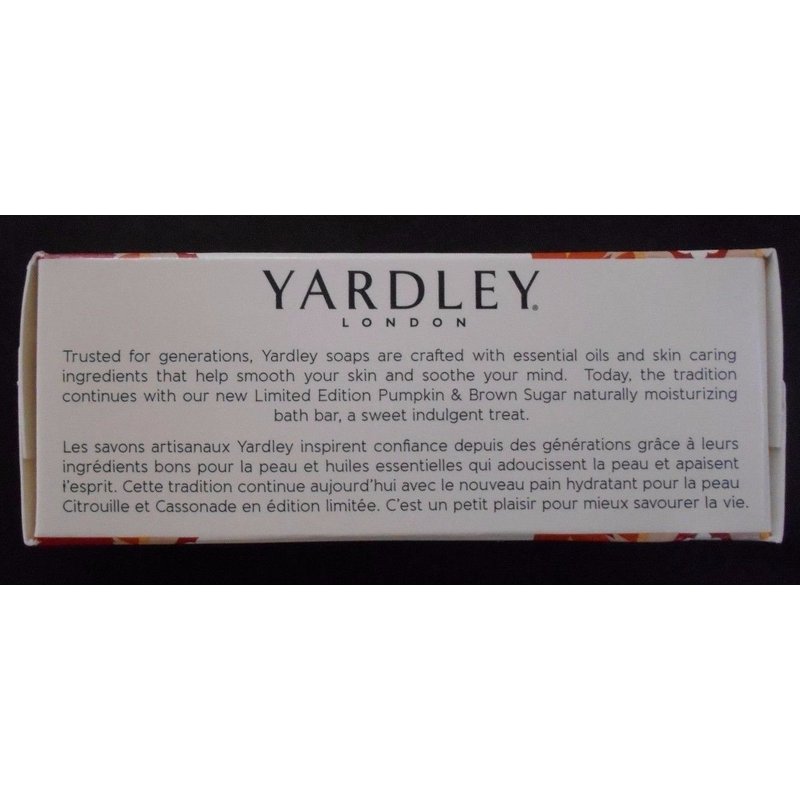 YARDLEY®
LONDON
Trusted for generations, Yardley soaps are crafted with essential oils and skin caring
ingredients that help smooth your skin and soothe your mind. Today, the tradition
continues with our new Limited Edition Pumpkin & Brown Sugar naturally moisturizing
bath bar, a sweet indulgent treat.
Les savons artisanaux Yardley inspirent confiance depuis des générations grâce à leurs
ingrédients bons pour la peau et huiles essentielles qui adoucissent la peau et apaisent
l'esprit. Cette tradition continue aujourd'hui avec le nouveau pain hydratant pour la peau
Citrouille et Cassonade en édition limitée. C'est un petit plaisir pour mieux savourer la vie.